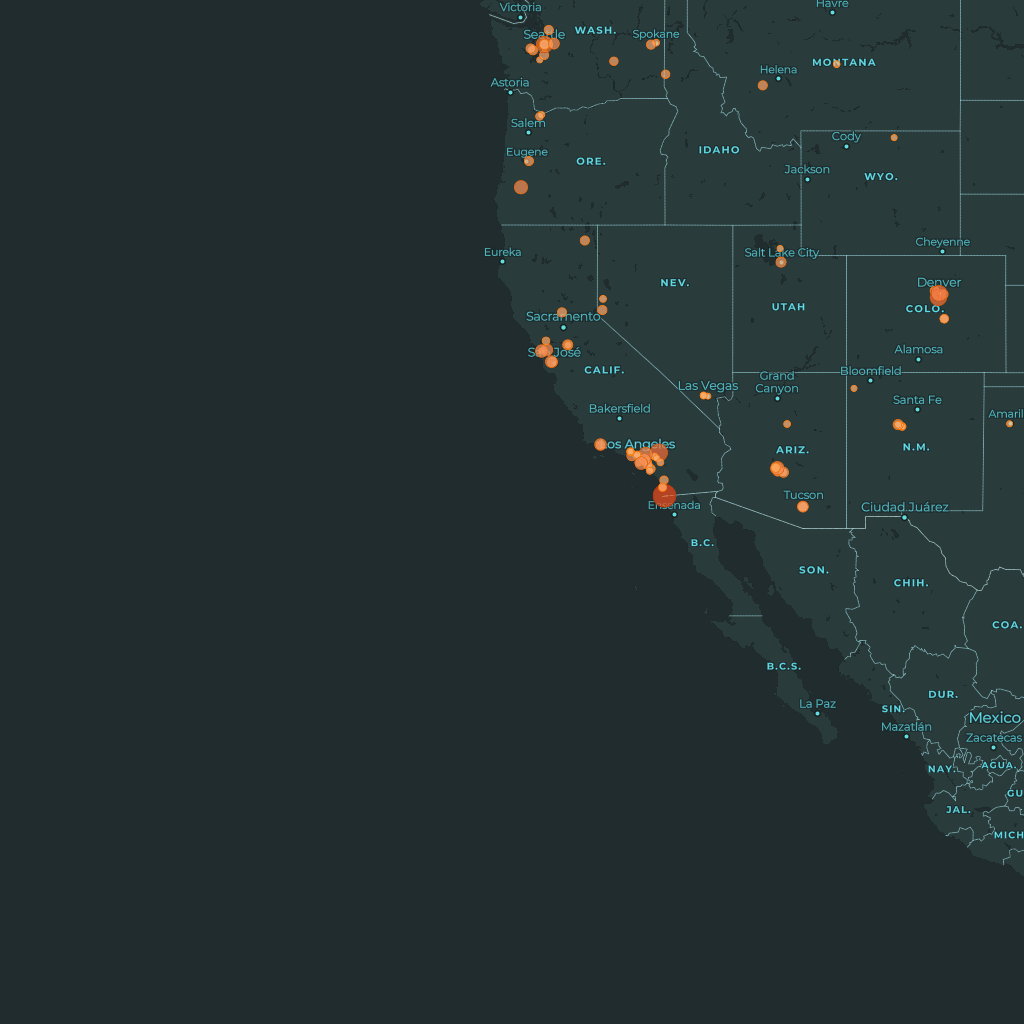 Victoria
Havre
Seattle
WASH.
Spokane
MONTANA
Helena
Astoria
Salem
Cody
Eugene
IDAHO
ORE.
Jackson
WYO.
Eureka
Salt Lake City
Cheyenne
NEV.
Denver
UTAH
COLO.
Sacramento
San José
Alamosa
CALIF.
Bloomfield
Grand
Canyon
Las Vegas
Santa Fe
Bakersfield
Amaril
Los Angeles
ARIZ.
N.M.
Tucson
Ensenada
Ciudad Juárez
B.C.
SON.
CHIH.
COA.
B.C.S.
DUR.
La Paz
SIN.
Mexico
Mazatlán
Zacatecas
NAY.
AGUA.
GU
JAL.
MICH